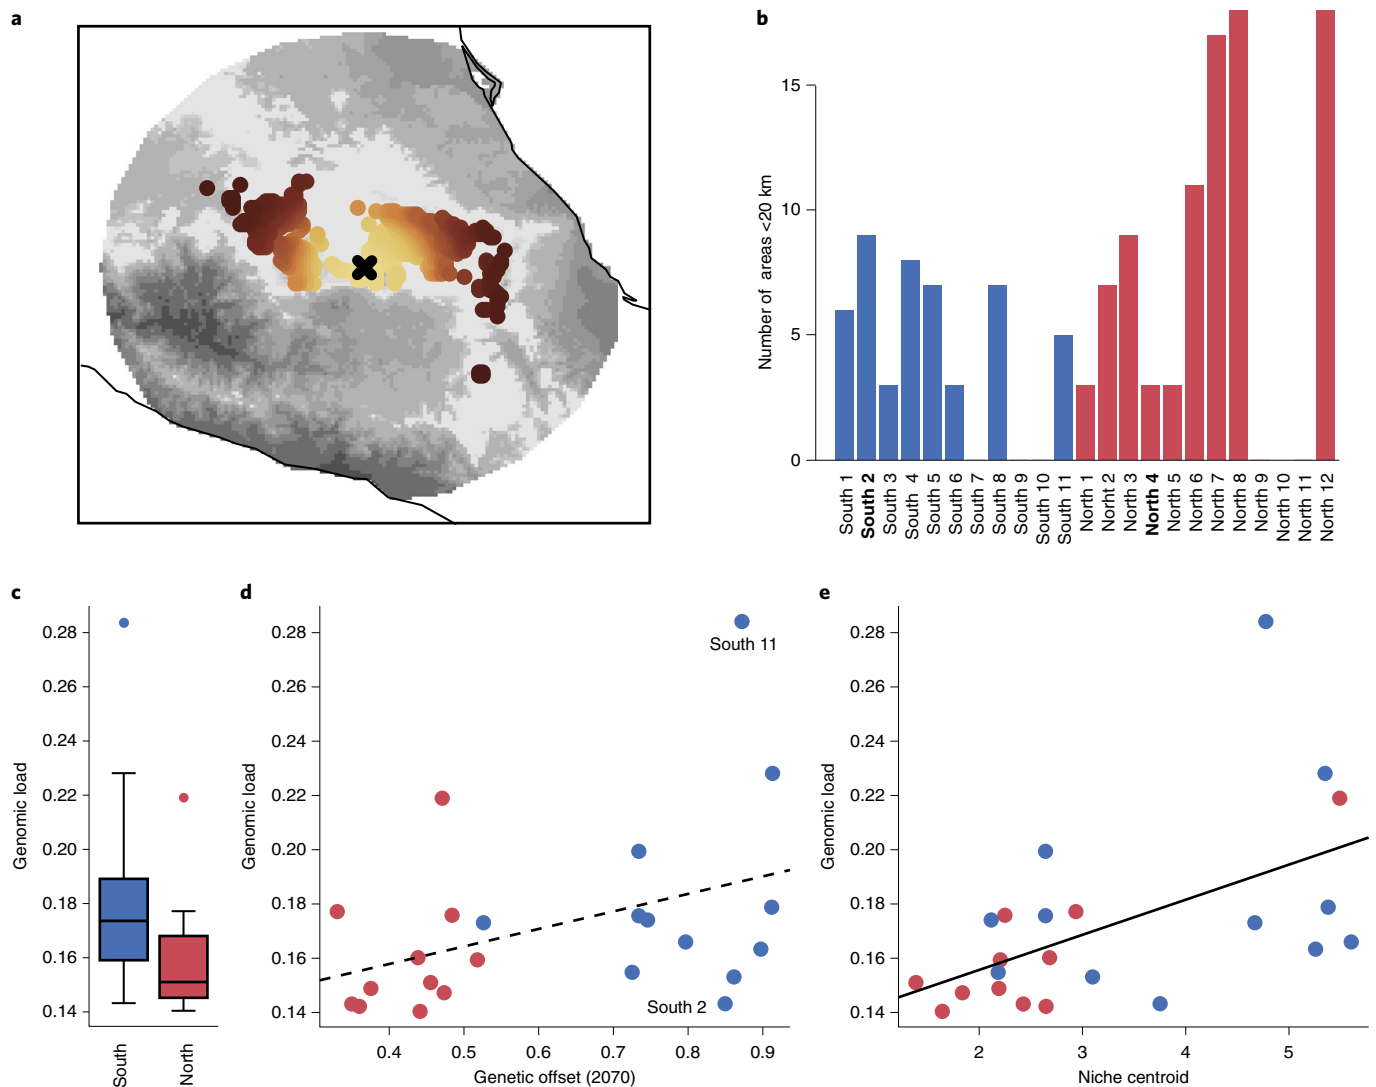 a
b
Number of areas <20 km
15
10
5
0
South 1
South 2
South 3
South 4
South 5
South 6
South 7
South 8
South 9
South 10
South 11
North 1
North 2
North 3
North 4
North 5
North 6
North 7
North 8
North 9
North 10
North 11
North 12
c
Genomic load
0.28
0.26
0.24
0.22
0.20
0.18
0.16
0.14
South
North
d
Genomic load
0.28
0.26
0.24
0.22
0.20
0.18
0.16
0.14
South 11
South 2
0.4
0.5
0.6
0.7
0.8
0.9
Genetic offset (2070)
e
Genomic load
0.28
0.26
0.24
0.22
0.20
0.18
0.16
0.14
2
3
4
5
Niche centroid